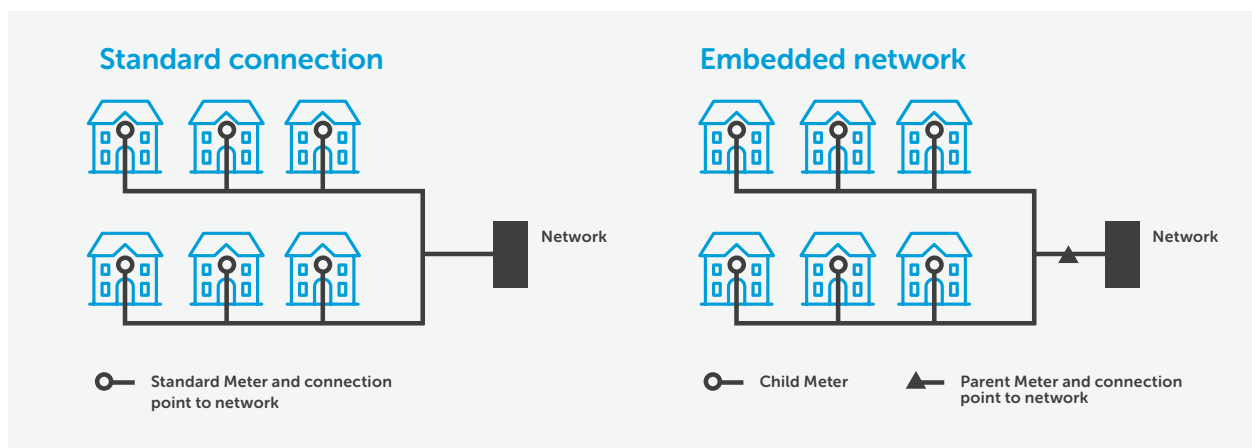 Standard connection
Embedded network
Network
Network
Standard Meter and connection
point to network
Child Meter
Parent Meter and connection
point to network